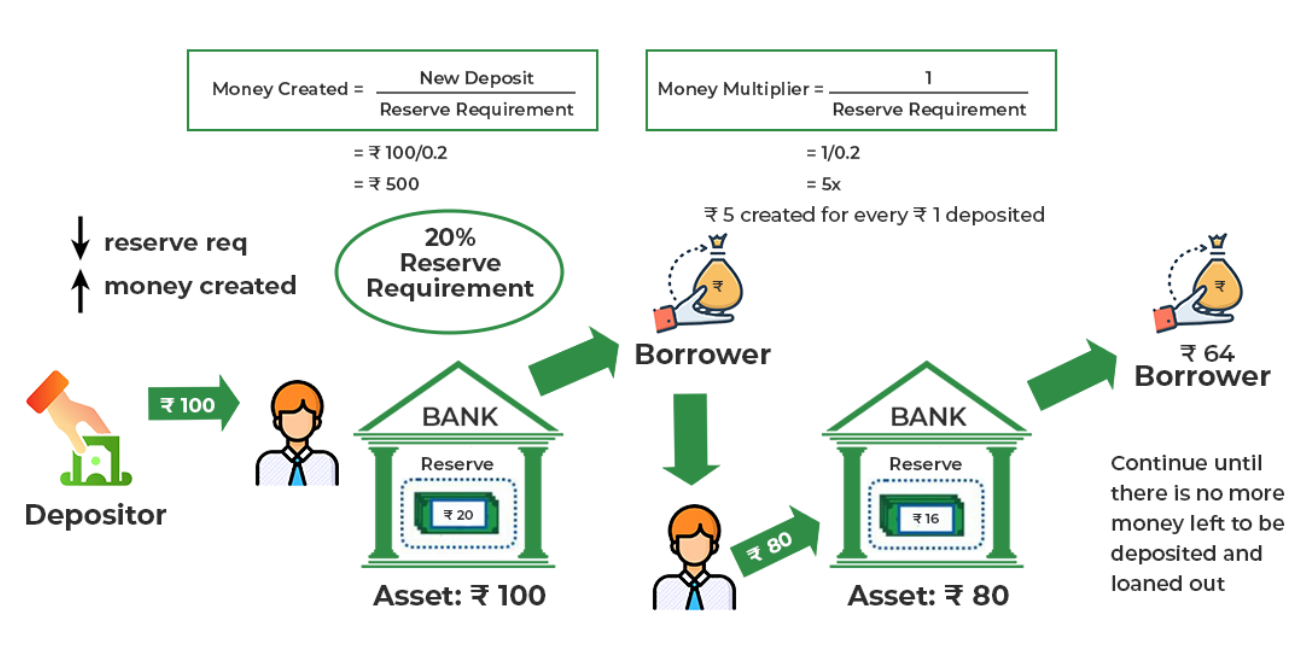 Money Created =
New Deposit
Reserve Requirement
= ₹ 100/0.2
= ₹ 500
Money Multiplier =
1
Reserve Requirement
= 1/0.2
= 5x
₹ 5 created for every ₹ 1 deposited
reserve req
money created
20%
Reserve
Requirement
Depositor
₹ 100
BANK
Reserve
₹ 20
Asset: ₹ 100
₹
Borrower
₹ 80
BANK
Reserve
₹ 16
Asset: ₹ 80
₹
₹ 64
Borrower
Continue until
there is no more
money left to be
deposited and
loaned out